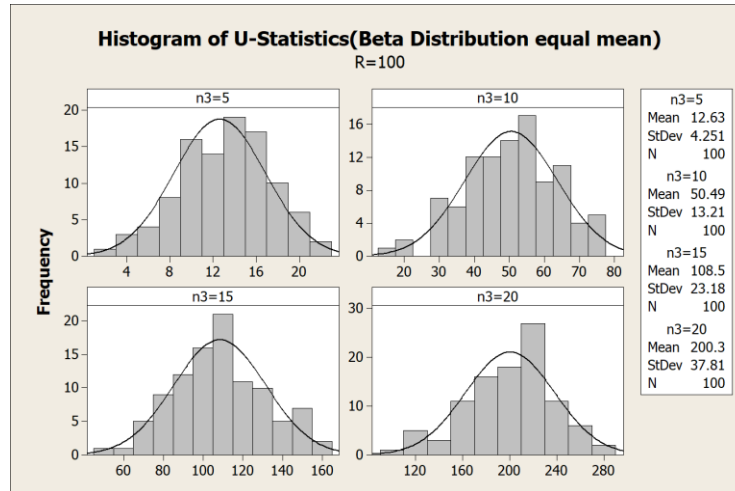 Histogram of U-Statistics(Beta Distribution equal mean)
R=100
Frequency
n3=5
20
15
10
5
0
4 8 12 16 20
n3=10
16
12
8
4
0
20 30 40 50 60 70 80
n3=15
20
15
10
5
0
60 80 100 120 140 160
n3=20
30
20
10
0
120 160 200 240 280
n3=5
Mean 12.63
StDev 4.251
N 100
n3=10
Mean 50.49
StDev 13.21
N 100
n3=15
Mean 108.5
StDev 23.18
N 100
n3=20
Mean 200.3
StDev 37.81
N 100